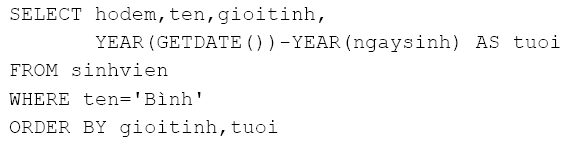 SELECT hodem,ten,gioitinh,
YEAR(GETDATE())-YEAR(ngaysinh) AS tuoi
FROM sinhvien
WHERE ten='Bình'
ORDER BY gioitinh,tuoi